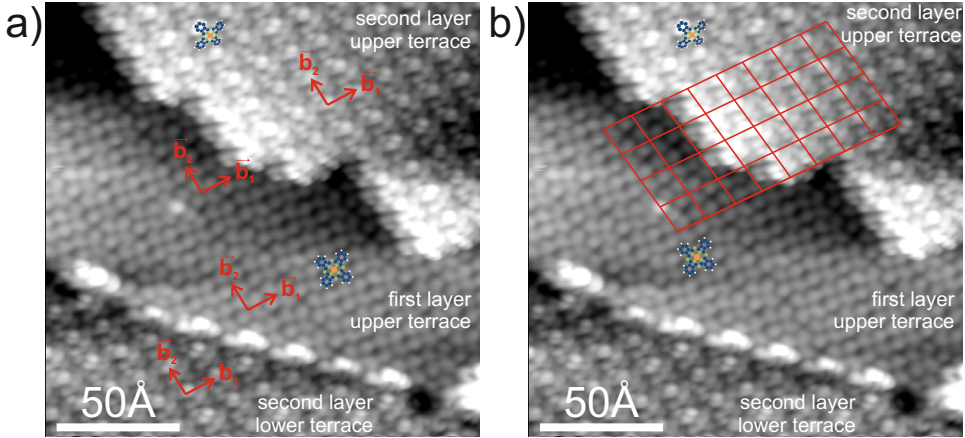 a)
second layer
upper terrace
b₂
b₁
b₂
b₁
b₂
b₁
first layer
upper terrace
b₂
b₁
50Å
second layer
lower terrace
b)
second layer
upper terrace
first layer
upper terrace
50Å
second layer
lower terrace